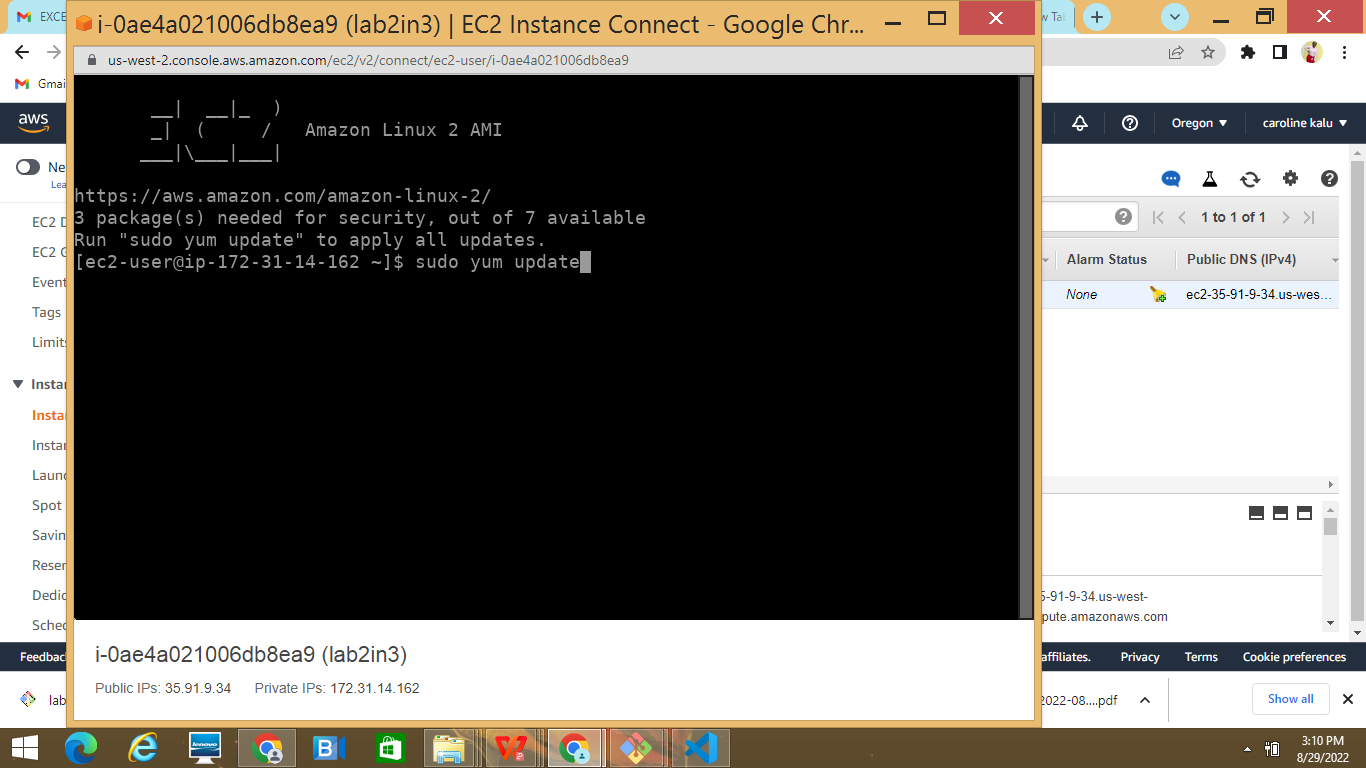 EXCE
i-0ae4a021006db8ea9 (lab2in3) | EC2 Instance Connect - Google Chr...
us-west-2.console.aws.amazon.com/ec2/v2/connect/ec2-user/i-0ae4a021006db8ea9
Gmai
aws
Oregon
caroline kalu
Ne
Lea
EC2 D
EC2 G
Event
Tags
Limits
Instan
Instan
Instan
Laun
Spot
Savin
Reser
Dedic
Sched
__| __|_ )
_| ( / Amazon Linux 2 AMI
___|\___|___|
https://aws.amazon.com/amazon-linux-2/
3 package(s) needed for security, out of 7 available
Run "sudo yum update" to apply all updates.
[ec2-user@ip-172-31-14-162 ~]$ sudo yum update
1 to 1 of 1
Alarm Status
Public DNS (IPv4)
None
ec2-35-91-9-34.us-wes...
5-91-9-34.us-west-
pute.amazonaws.com
i-0ae4a021006db8ea9 (lab2in3)
Public IPs: 35.91.9.34 Private IPs: 172.31.14.162
Feedbac
affiliates.
Privacy
Terms
Cookie preferences
lab
2022-08....pdf
Show all
lenovo
3:10 PM
8/29/2022